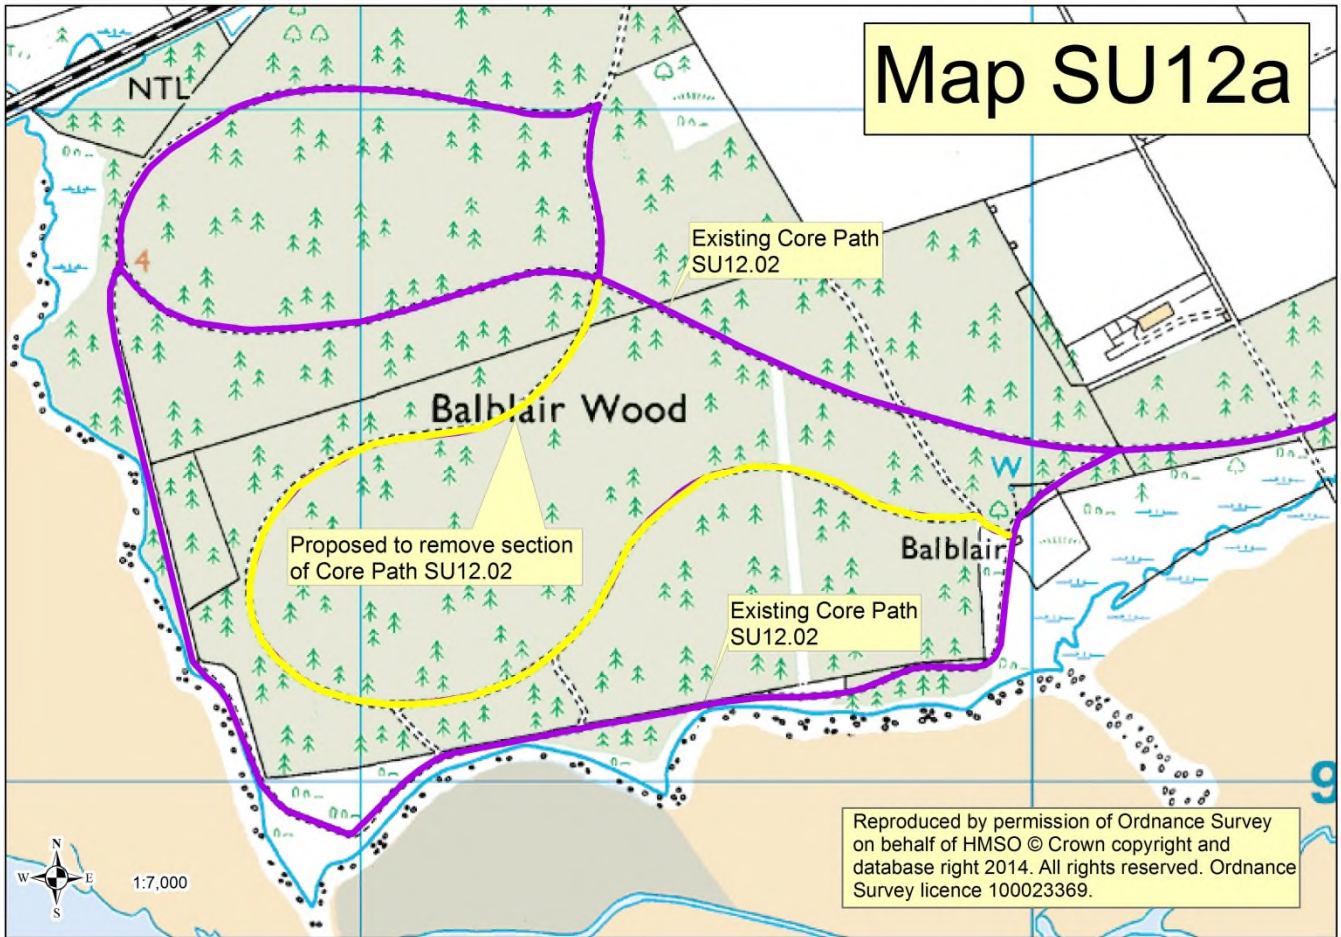 Map SU12a
NTL
Existing Core Path
SU12.02
4
Balblair Wood
W
Proposed to remove section
of Core Path SU12.02
Balblair
Existing Core Path
SU12.02
9
Reproduced by permission of Ordnance Survey
on behalf of HMSO © Crown copyright and
database right 2014. All rights reserved. Ordnance
Survey licence 100023369.
N
W E
S
1:7,000